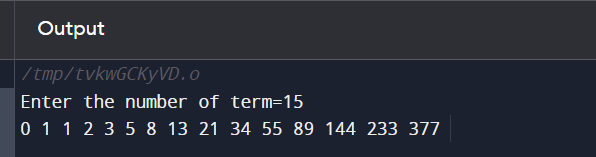 Output
/tmp/tvkwGCKyVD.o
Enter the number of term=15
0 1 1 2 3 5 8 13 21 34 55 89 144 233 377